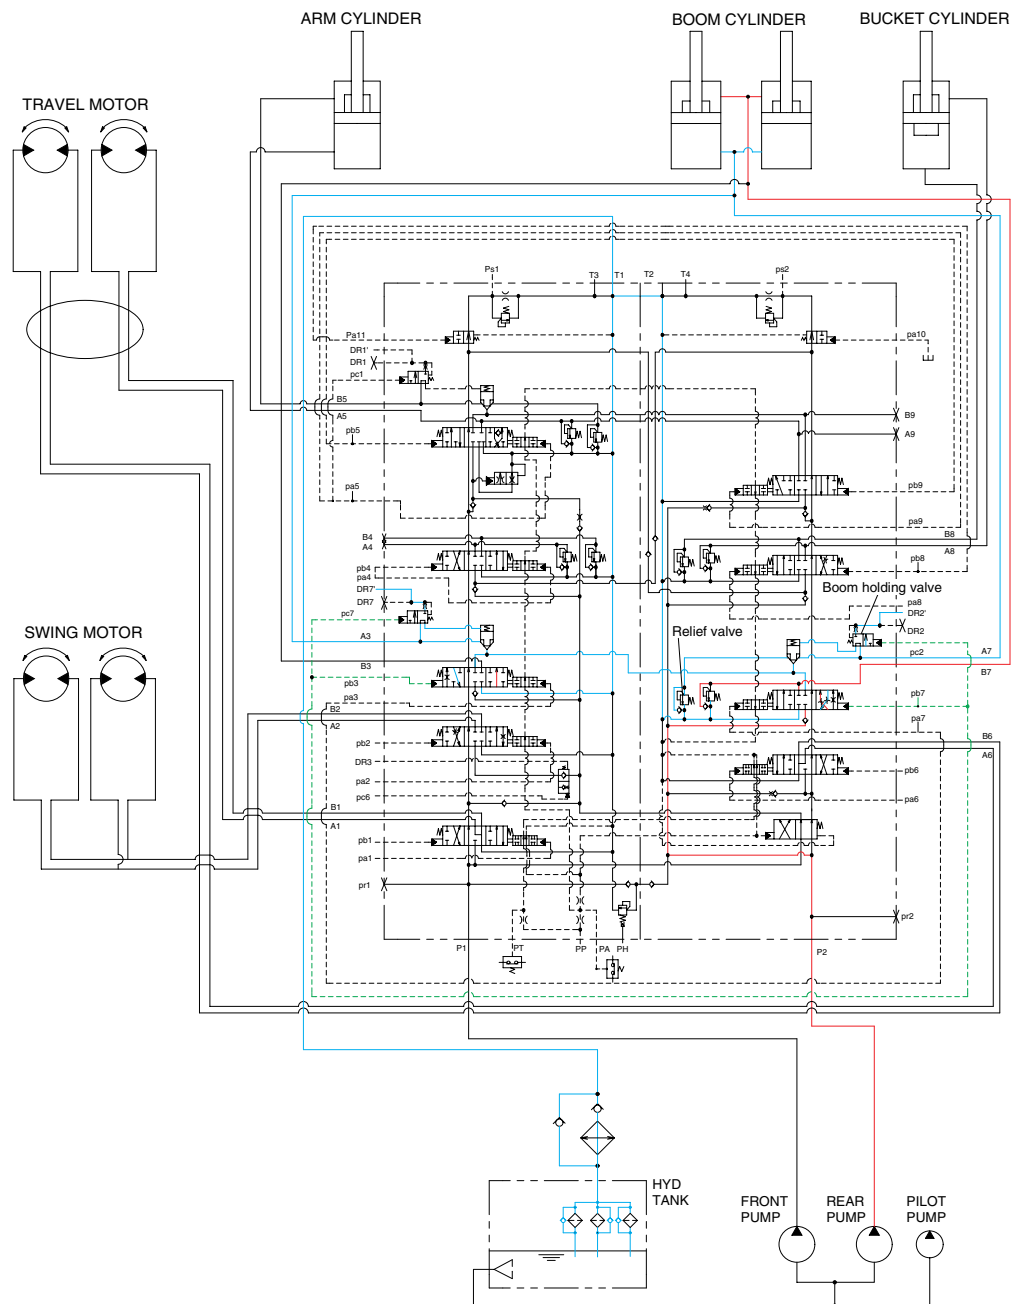 ARM CYLINDER
BOOM CYLINDER
BUCKET CYLINDER
TRAVEL MOTOR
Ps1
T3
T1
T2
T4
ps2
Pa11
pa10
DR1'
DR1
pc1
B5
A5
B9
A9
pb5
pa5
pb9
pa9
B4
A4
B8
A8
pb4
pa4
pb8
DR7'
DR7
pc7
Boom holding valve
pa8
DR2'
DR2
SWING MOTOR
A3
Relief valve
pc2
A7
B3
B7
pb3
pa3
pb7
B2
A2
pa7
pb2
B6
A6
DR3
pb6
pa2
pc6
pa6
B1
A1
pb1
pa1
pr1
pr2
P1
PT
PP
PA
PH
P2
HYD
TANK
FRONT
PUMP
REAR
PUMP
PILOT
PUMP